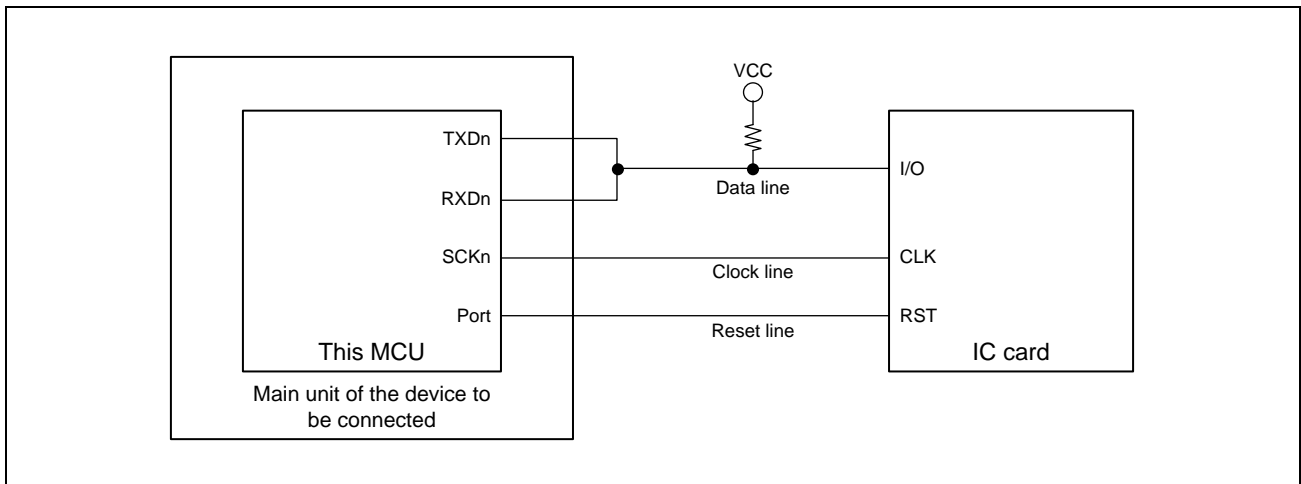 VCC
TXDn
RXDn
SCKn
Port
This MCU
Main unit of the device to
be connected
Data line
Clock line
Reset line
I/O
CLK
RST
IC card